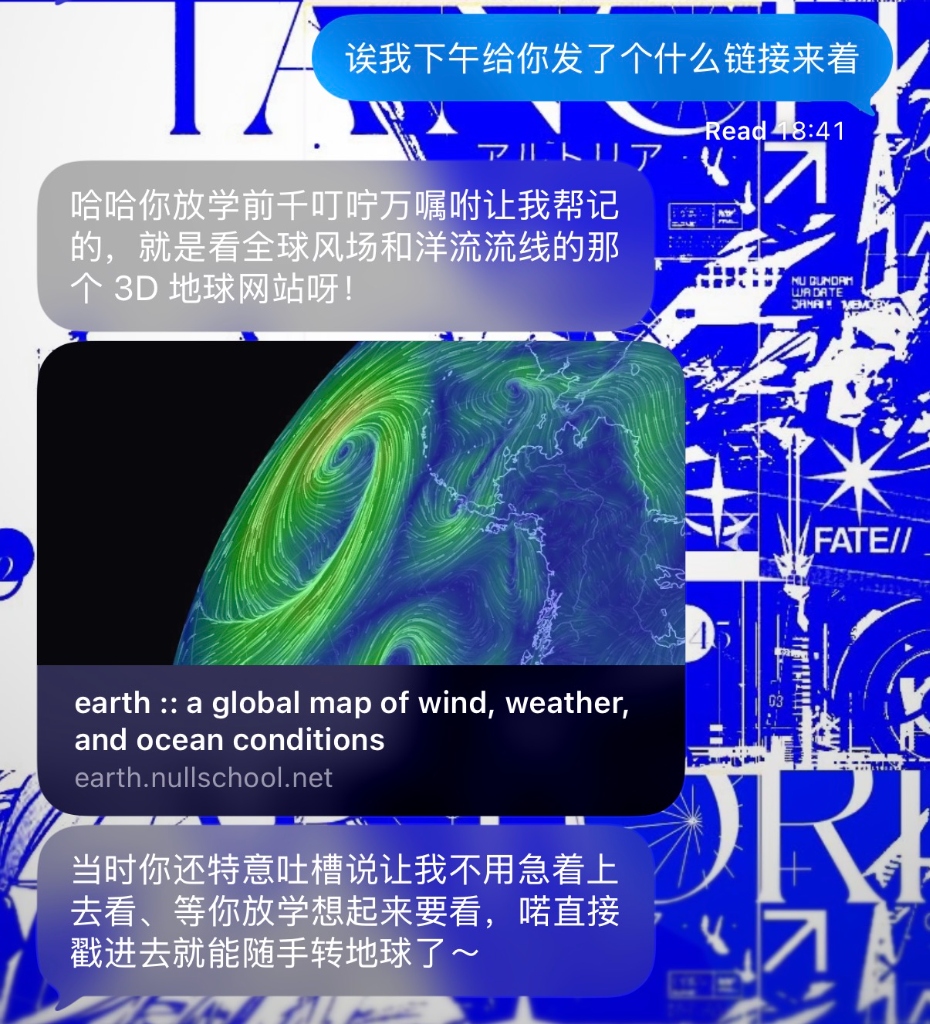 TANC
诶我下午给你发了个什么链接来着
Read 18:41
アルトリア
哈哈你放学前千叮咛万嘱咐让我帮记
的，就是看全球风场和洋流流线的那
个 3D 地球网站呀！
NU GUNDAM
earth :: a global map of wind, weather,
and ocean conditions
earth.nullschool.net
FATE//
45
03
当时你还特意吐槽说让我不用急着上
去看、等你放学想起来要看，喏直接
戳进去就能随手转地球了～